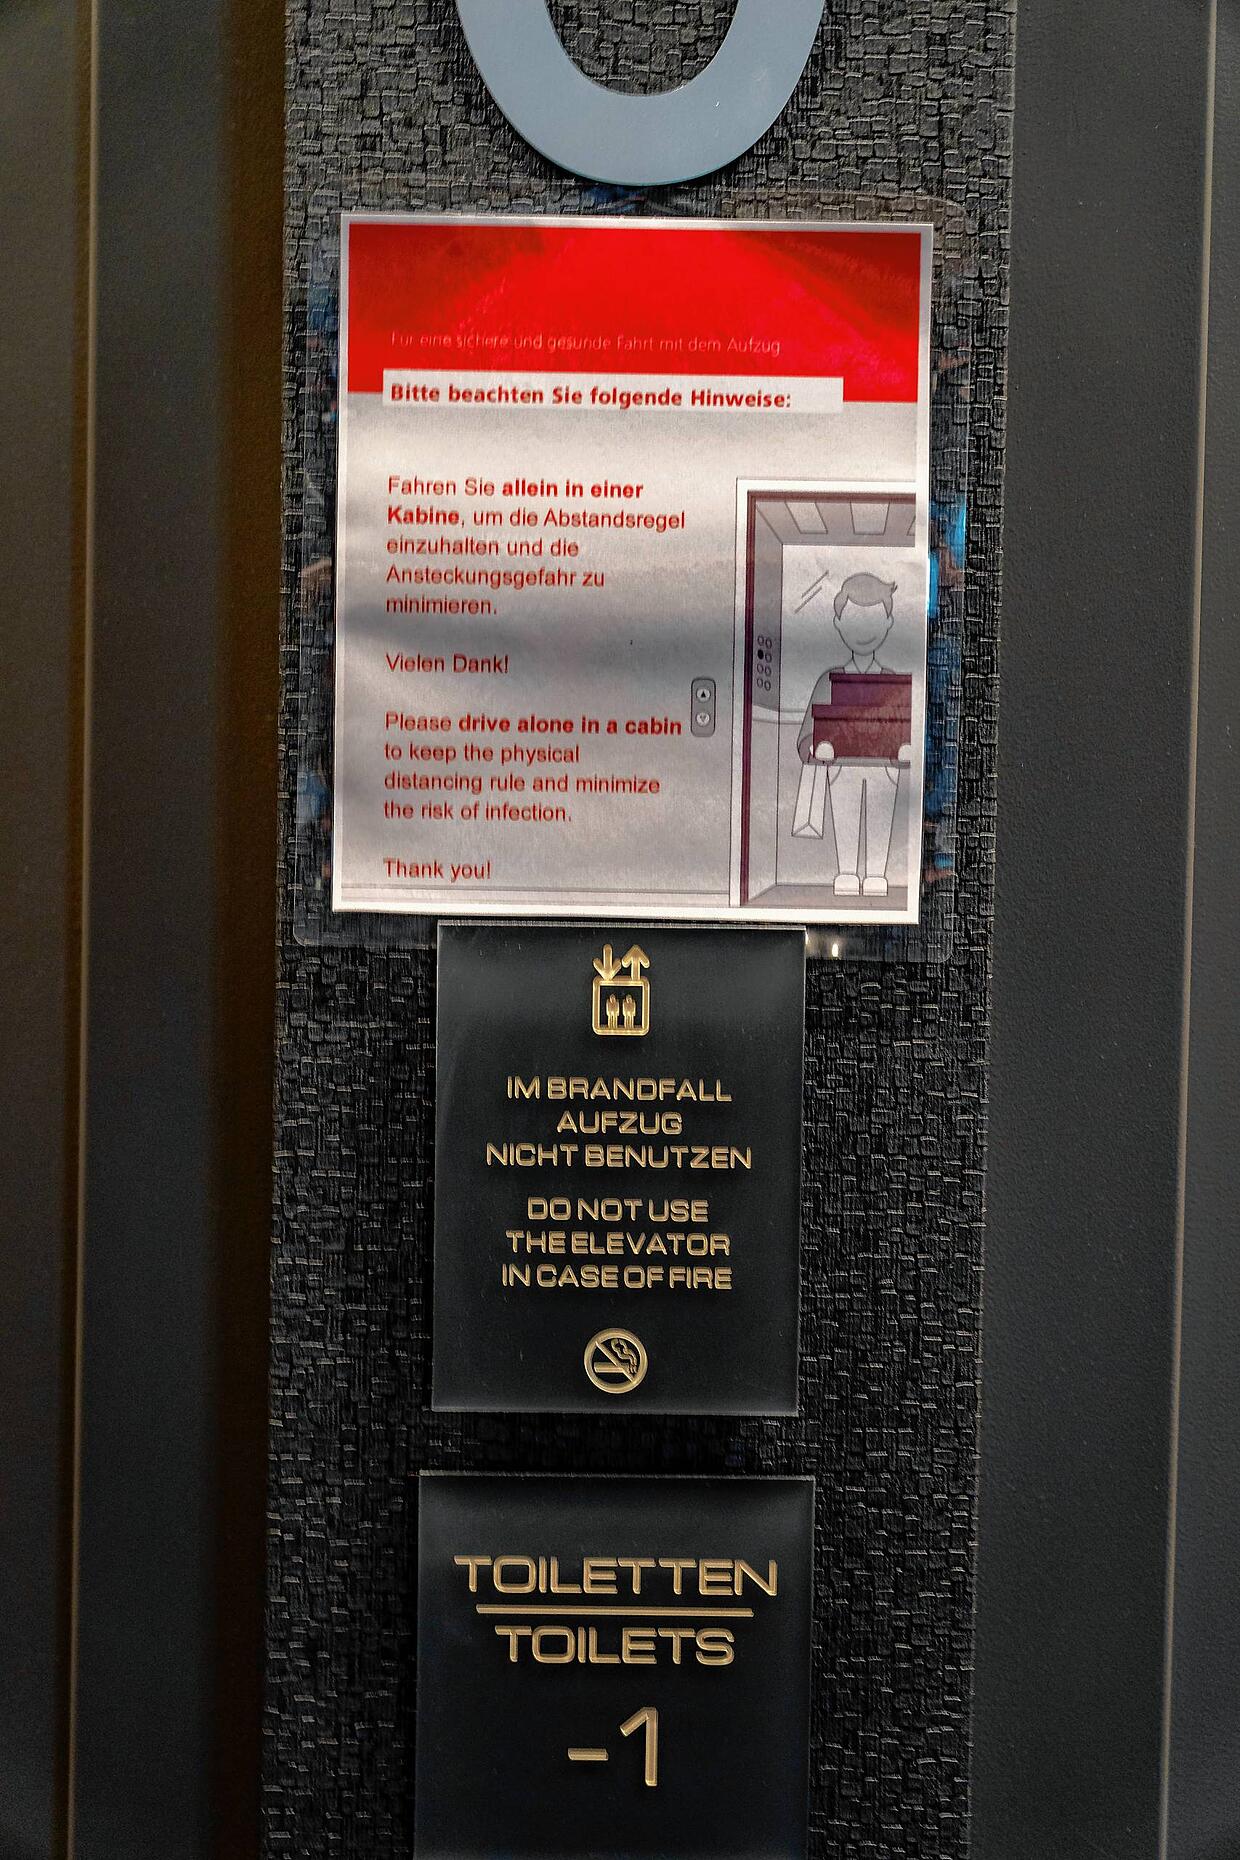 0
Für eine sichere und gesunde Fahrt mit dem Aufzug
Bitte beachten Sie folgende Hinweise:
Fahren Sie allein in einer
Kabine, um die Abstandsregel
einzuhalten und die
Ansteckungsgefahr zu
minimieren.
Vielen Dank!
Please drive alone in a cabin
to keep the physical
distancing rule and minimize
the risk of infection.
Thank you!
IM BRANDFALL
AUFZUG
NICHT BENUTZEN
DO NOT USE
THE ELEVATOR
IN CASE OF FIRE
TOILETTEN
TOILETS
-1